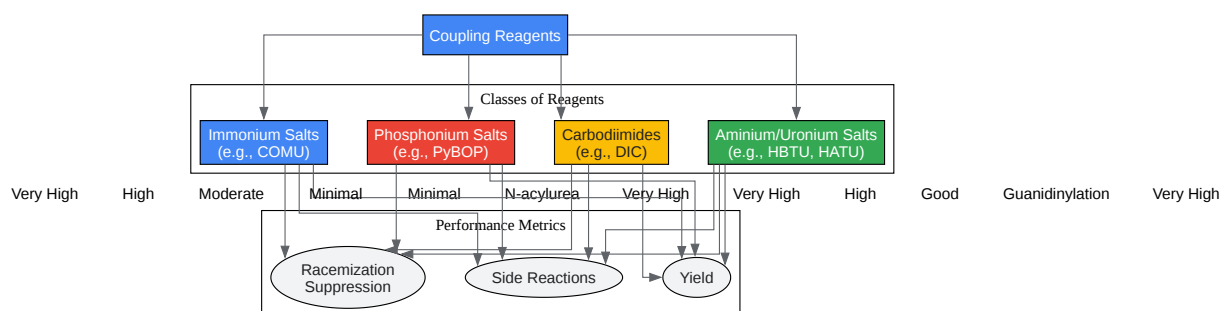 Coupling Reagents
Classes of Reagents
Immonium Salts
(e.g., COMU)
Phosphonium Salts
(e.g., PyBOP)
Carbodiimides
(e.g., DIC)
Aminium/Uronium Salts
(e.g., HBTU, HATU)
Very High High Moderate Minimal Minimal N-acylurea Very High Very High High Good Guanidinylation Very High
Performance Metrics
Racemization
Suppression
Side Reactions
Yield